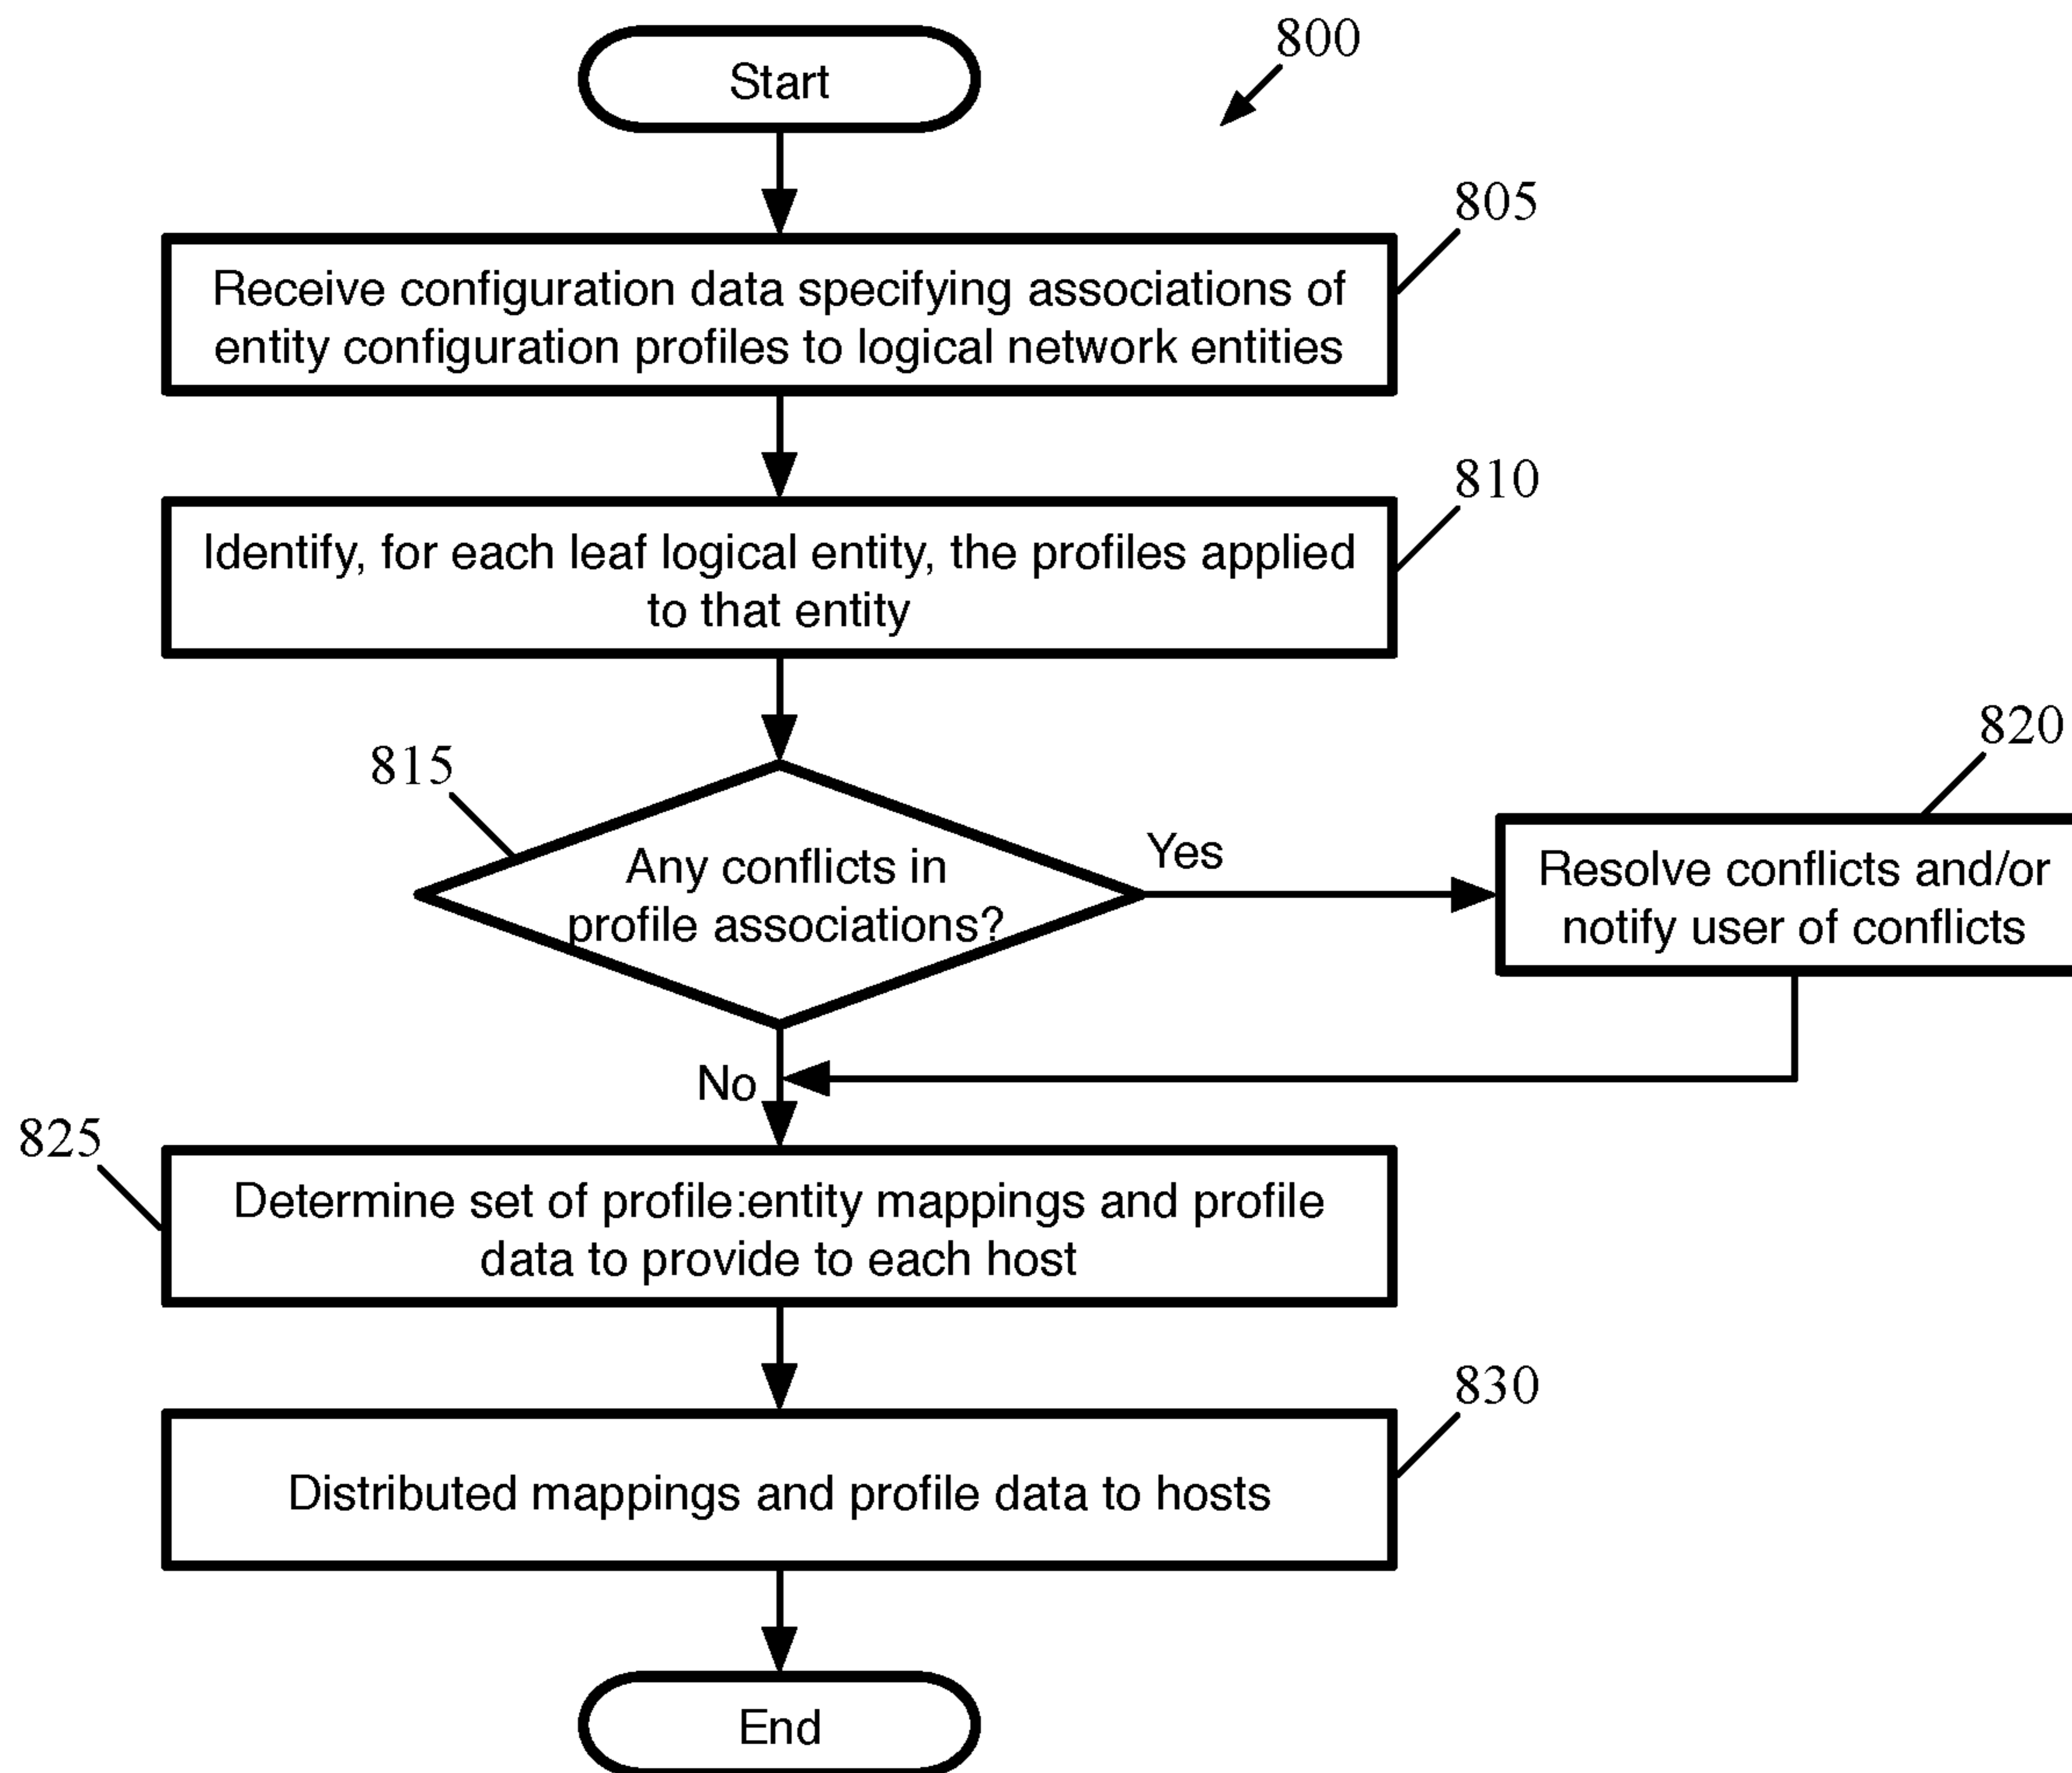 Start
800
805
Receive configuration data specifying associations of
entity configuration profiles to logical network entities
810
Identify, for each leaf logical entity, the profiles applied
to that entity
815
Any conflicts in
profile associations?
Yes
820
Resolve conflicts and/or
notify user of conflicts
No
825
Determine set of profile:entity mappings and profile
data to provide to each host
830
Distributed mappings and profile data to hosts
End